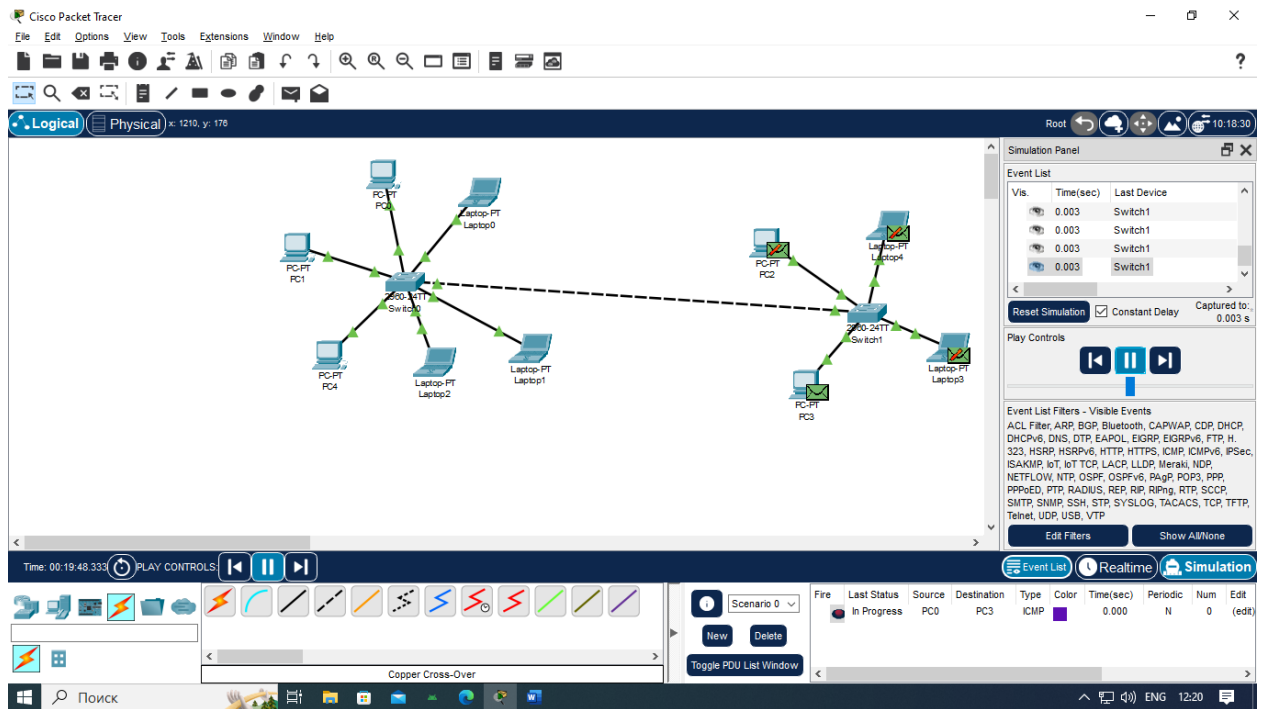 Cisco Packet Tracer
File Edit Options View Tools Extensions Window Help
?
Logical Physical x: 1210, y: 176 Root 10:18:30
PC-PT
PC0
Laptop-PT
Laptop0
PC-PT
PC1
2960-24TT
Switch0
PC-PT
PC4
Laptop-PT
Laptop2
Laptop-PT
Laptop1
PC-PT
PC2
Laptop-PT
Laptop4
2960-24TT
Switch1
Laptop-PT
Laptop3
PC-PT
PC3
Simulation Panel
Event List
Vis. Time(sec) Last Device
0.003 Switch1
0.003 Switch1
0.003 Switch1
0.003 Switch1
Reset Simulation Constant Delay Captured to:
0.003 s
Play Controls
Event List Filters - Visible Events
ACL Filter, ARP, BGP, Bluetooth, CAPWAP, CDP, DHCP,
DHCPv6, DNS, DTP, EAPOL, EIGRP, EIGRPv6, FTP, H.
323, HSRP, HSRPv6, HTTP, HTTPS, ICMP, ICMPv6, IPSec,
ISAKMP, IoT, IoT TCP, LACP, LLDP, Meraki, NDP,
NETFLOW, NTP, OSPF, OSPFv6, PAgP, POP3, PPP,
PPPoED, PTP, RADIUS, REP, RIP, RIPng, RTP, SCCP,
SMTP, SNMP, SSH, STP, SYSLOG, TACACS, TCP, TFTP,
Telnet, UDP, USB, VTP
Edit Filters Show All/None
Time: 00:19:48.333 PLAY CONTROLS: Event List Realtime Simulation
Scenario 0
New Delete
Toggle PDU List Window
Fire Last Status Source Destination Type Color Time(sec) Periodic Num Edit
In Progress PC0 PC3 ICMP 0.000 N 0 (edit)
Copper Cross-Over
Поиск ENG 12:20